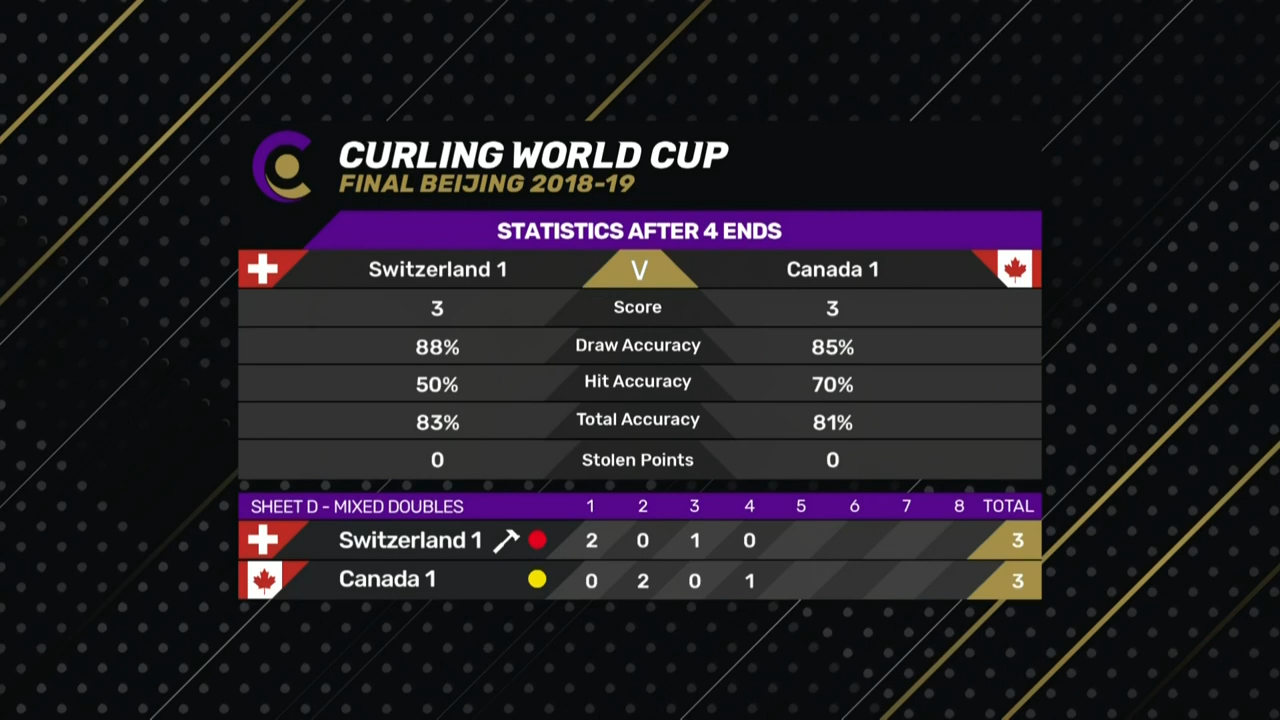 CURLING WORLD CUP
FINAL BEIJING 2018-19
STATISTICS AFTER 4 ENDS
Switzerland 1 V Canada 1
3 Score 3
88% Draw Accuracy 85%
50% Hit Accuracy 70%
83% Total Accuracy 81%
0 Stolen Points 0
SHEET D - MIXED DOUBLES 1 2 3 4 5 6 7 8 TOTAL
Switzerland 1 2 0 1 0 3
Canada 1 0 2 0 1 3